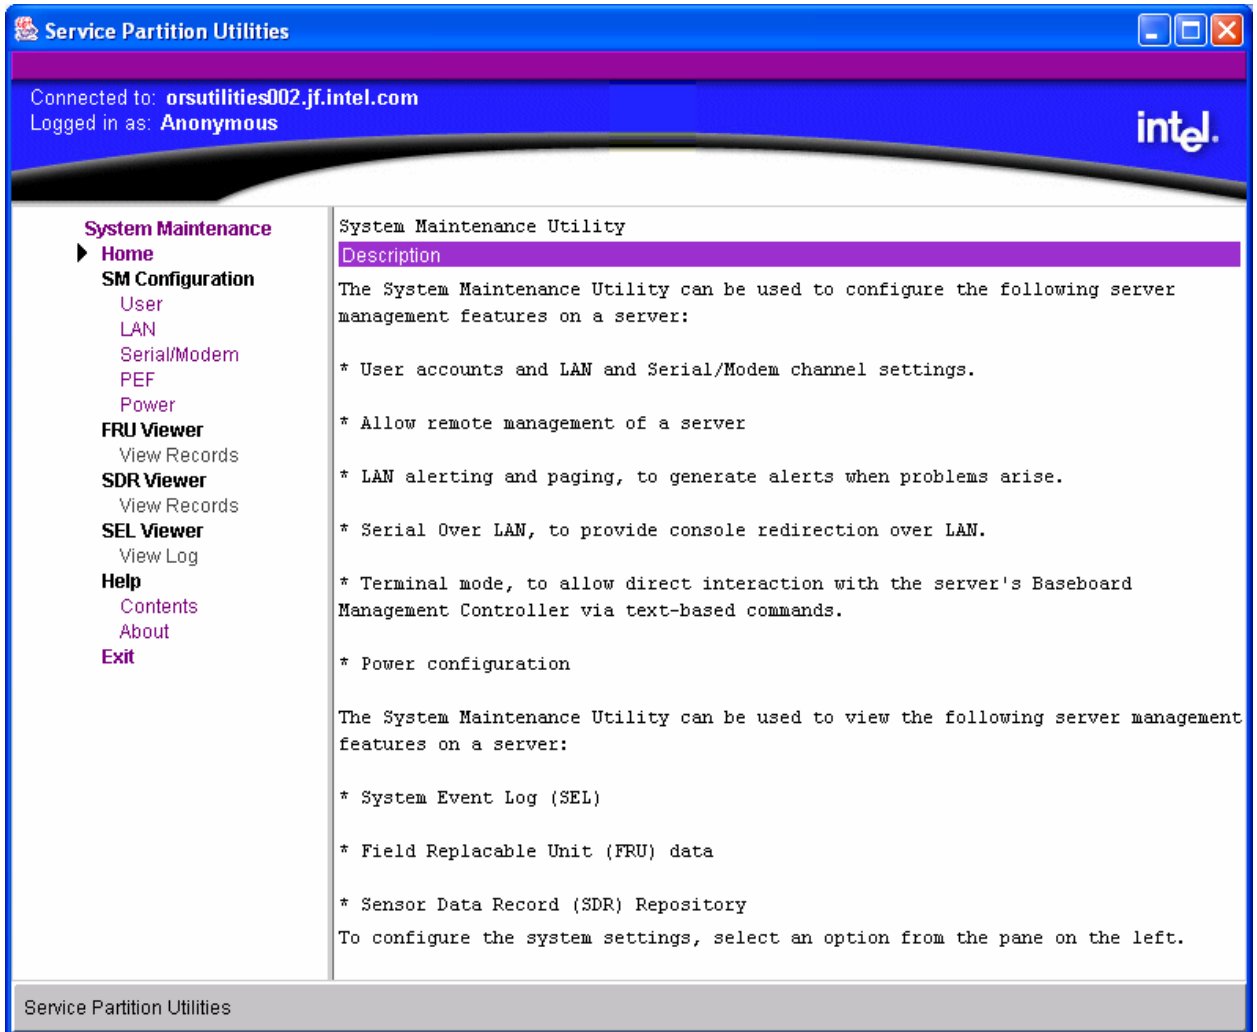 Service Partition Utilities
Connected to: orsutilities002.jf.intel.com
Logged in as: Anonymous
intel.
System Maintenance
Home
SM Configuration
User
LAN
Serial/Modem
PEF
Power
FRU Viewer
View Records
SDR Viewer
View Records
SEL Viewer
View Log
Help
Contents
About
Exit
System Maintenance Utility
Description
The System Maintenance Utility can be used to configure the following server
management features on a server:
* User accounts and LAN and Serial/Modem channel settings.
* Allow remote management of a server
* LAN alerting and paging, to generate alerts when problems arise.
* Serial Over LAN, to provide console redirection over LAN.
* Terminal mode, to allow direct interaction with the server's Baseboard
Management Controller via text-based commands.
* Power configuration
The System Maintenance Utility can be used to view the following server management
features on a server:
* System Event Log (SEL)
* Field Replacable Unit (FRU) data
* Sensor Data Record (SDR) Repository
To configure the system settings, select an option from the pane on the left.
Service Partition Utilities